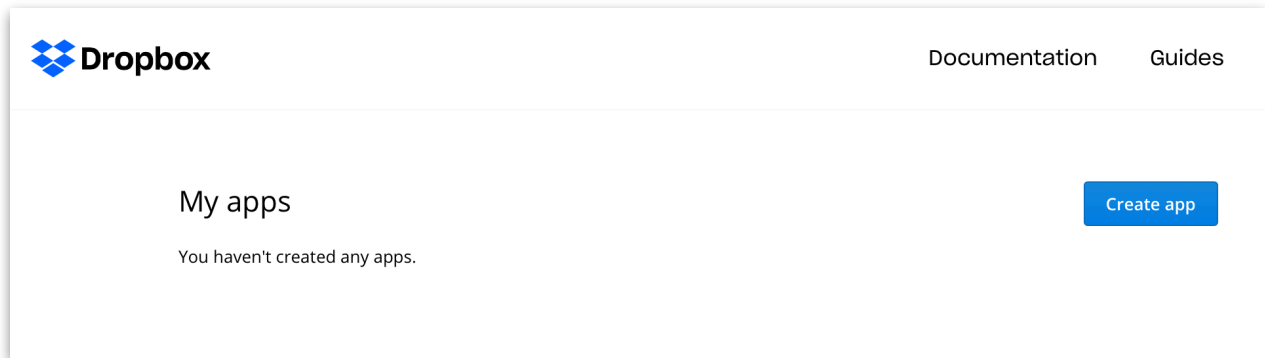 Dropbox
Documentation
Guides
My apps
Create app
You haven't created any apps.